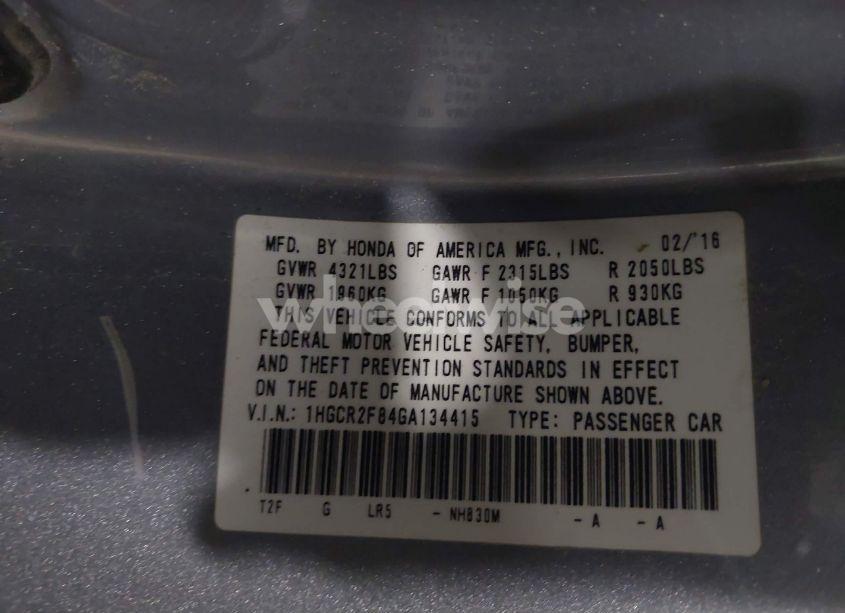 MFD. BY HONDA OF AMERICA MFG., INC. 02/'16
GVWR 4321LBS GAWR F 2315LBS R 2050LBS
GVWR 1960KG GAWR F 1050KG R 930KG
wheelwise
THIS VEHICLE CONFORMS TO ALL APPLICABLE
FEDERAL MOTOR VEHICLE SAFETY, BUMPER,
AND THEFT PREVENTION STANDARDS IN EFFECT
ON THE DATE OF MANUFACTURE SHOWN ABOVE.
V.I.N.: 1HGCR2F84GA134415 TYPE: PASSENGER CAR
T2F G LR5 - NH830M - A - A